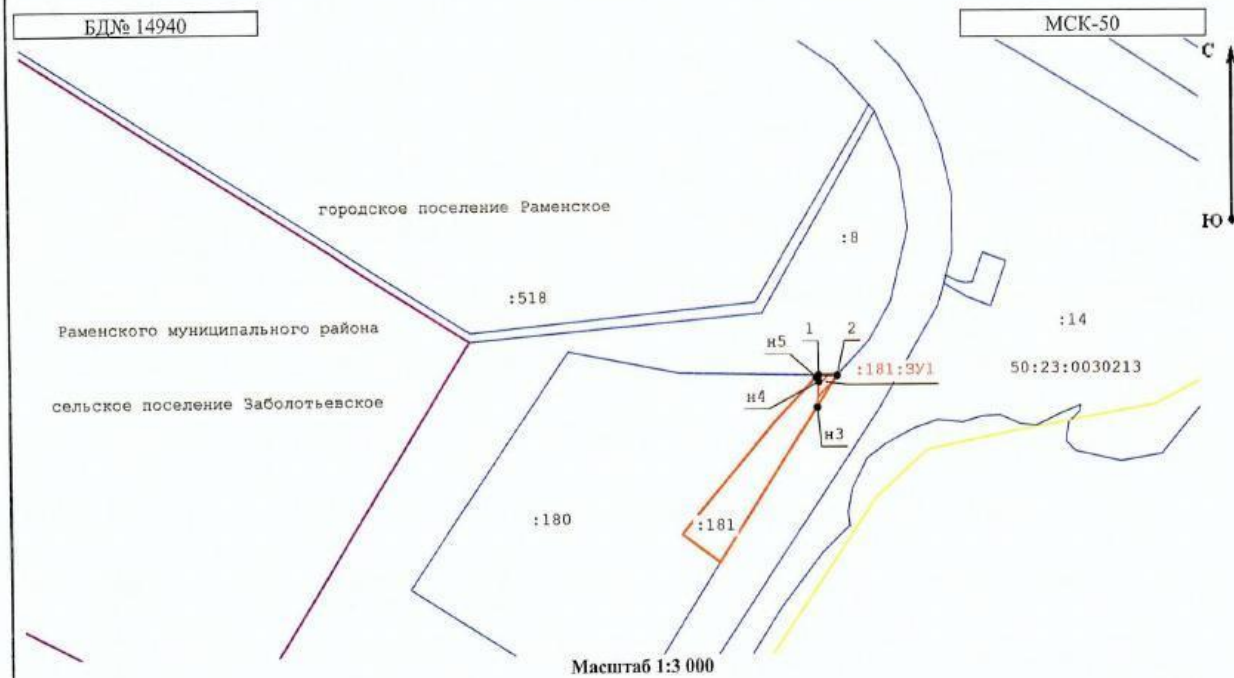 БД№ 14940
МСК-50
С
городское поселение Раменское
:8
Ю
:518
:14
Раменского муниципального района
н5
1
2
:181:ЗУ1
50:23:0030213
сельское поселение Заболотьевское
н4
н3
:180
:181
Масштаб 1:3 000